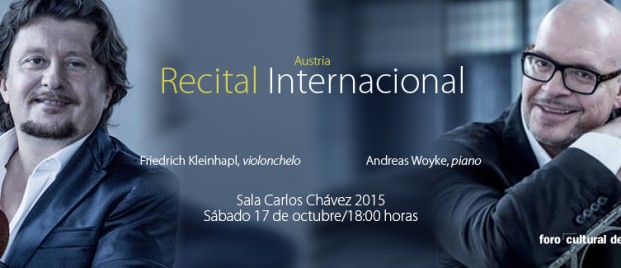 Austria
Recital Internacional
Friedrich Kleinhapl, violonchelo
Andreas Woyke, piano
Sala Carlos Chávez 2015
Sábado 17 de octubre/18:00 horas
foro cultural de